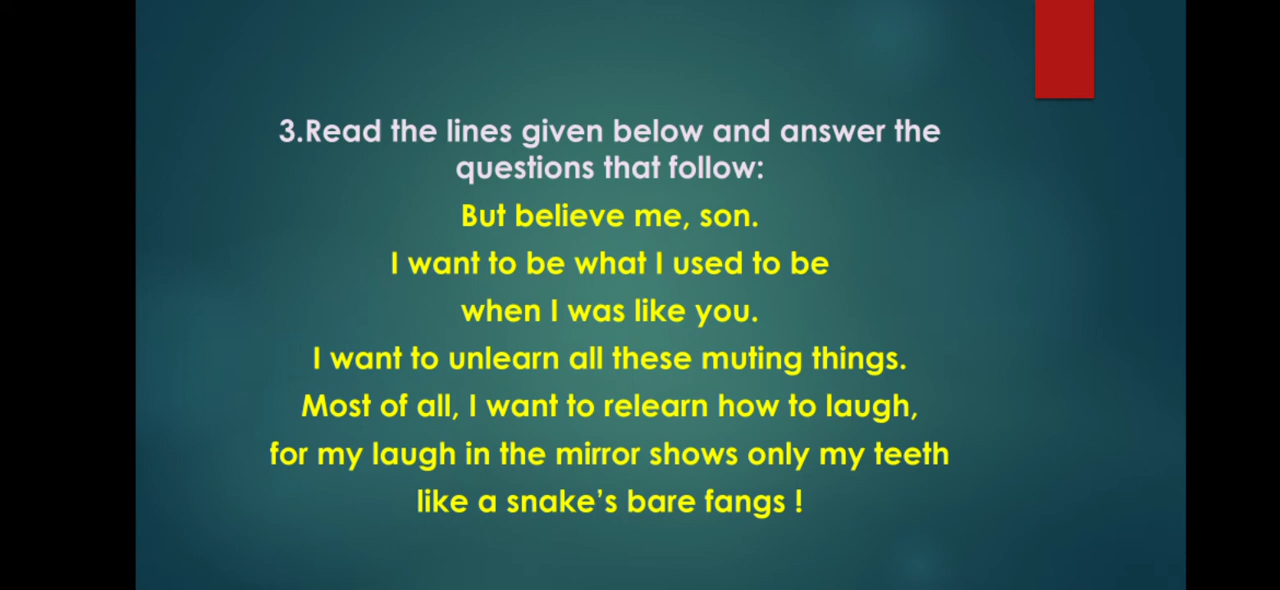 3.Read the lines given below and answer the
questions that follow:
But believe me, son.
I want to be what I used to be
when I was like you.
I want to unlearn all these muting things.
Most of all, I want to relearn how to laugh,
for my laugh in the mirror shows only my teeth
like a snake’s bare fangs !